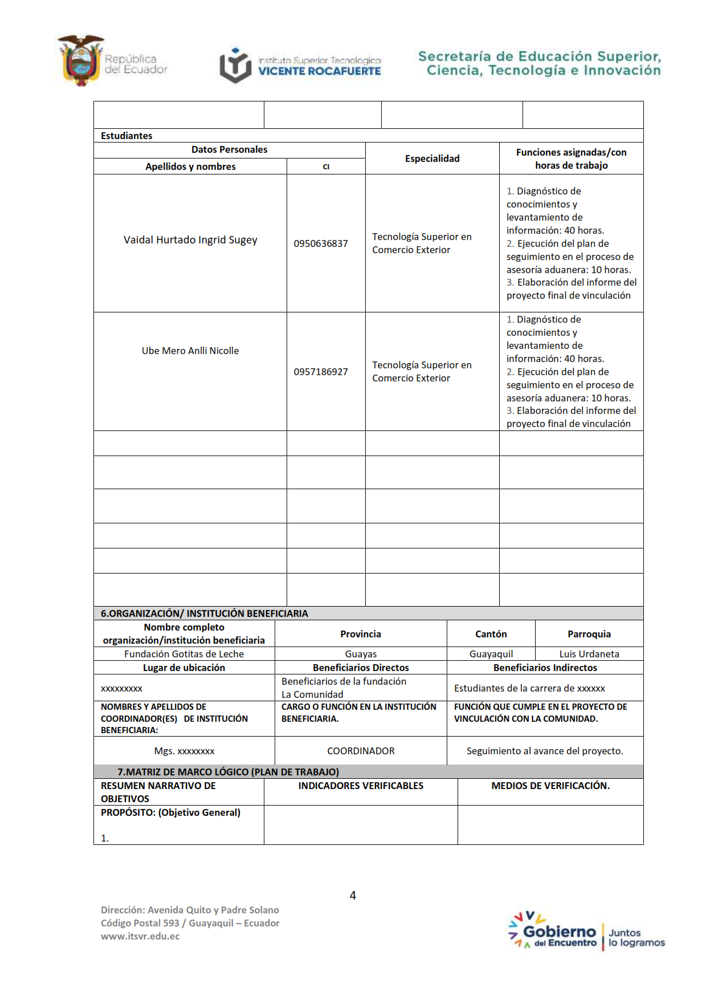 República
del Ecuador
Instituto Superior Tecnológico
VICENTE ROCAFUERTE
Secretaría de Educación Superior,
Ciencia, Tecnología e Innovación
Estudiantes
Datos Personales
Especialidad
Funciones asignadas/con
horas de trabajo
Apellidos y nombres
CI
Vaidal Hurtado Ingrid Sugey
0950636837
Tecnología Superior en
Comercio Exterior
1. Diagnóstico de
conocimientos y
levantamiento de
información: 40 horas.
2. Ejecución del plan de
seguimiento en el proceso de
asesoría aduanera: 10 horas.
3. Elaboración del informe del
proyecto final de vinculación
Ube Mero Anlli Nicolle
0957186927
Tecnología Superior en
Comercio Exterior
1. Diagnóstico de
conocimientos y
levantamiento de
información: 40 horas.
2. Ejecución del plan de
seguimiento en el proceso de
asesoría aduanera: 10 horas.
3. Elaboración del informe del
proyecto final de vinculación
6.ORGANIZACIÓN/ INSTITUCIÓN BENEFICIARIA
Nombre completo
organización/institución beneficiaria
Provincia
Cantón
Parroquia
Fundación Gotitas de Leche
Guayas
Guayaquil
Luis Urdaneta
Lugar de ubicación
Beneficiarios Directos
Beneficiarios Indirectos
xxxxxxxxx
Beneficiarios de la fundación
La Comunidad
Estudiantes de la carrera de xxxxxx
NOMBRES Y APELLIDOS DE
COORDINADOR(ES) DE INSTITUCIÓN
BENEFICIARIA:
CARGO O FUNCIÓN EN LA INSTITUCIÓN
BENEFICIARIA.
FUNCIÓN QUE CUMPLE EN EL PROYECTO DE
VINCULACIÓN CON LA COMUNIDAD.
Mgs. xxxxxxxx
COORDINADOR
Seguimiento al avance del proyecto.
7.MATRIZ DE MARCO LÓGICO (PLAN DE TRABAJO)
RESUMEN NARRATIVO DE
OBJETIVOS
INDICADORES VERIFICABLES
MEDIOS DE VERIFICACIÓN.
PROPÓSITO: (Objetivo General)
1.
4
Dirección: Avenida Quito y Padre Solano
Código Postal 593 / Guayaquil – Ecuador
www.itsvr.edu.ec
Gobierno
del Encuentro
Juntos
lo logramos